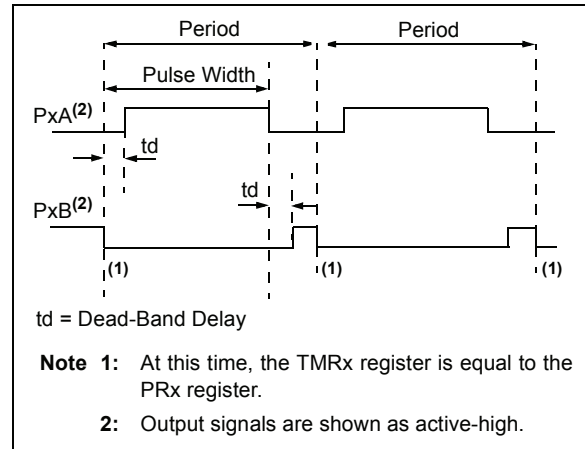 Period Period
Pulse Width
PxA(2)
td
td
PxB(2)
(1) (1) (1)
td = Dead-Band Delay
Note 1: At this time, the TMRx register is equal to the
PRx register.
2: Output signals are shown as active-high.